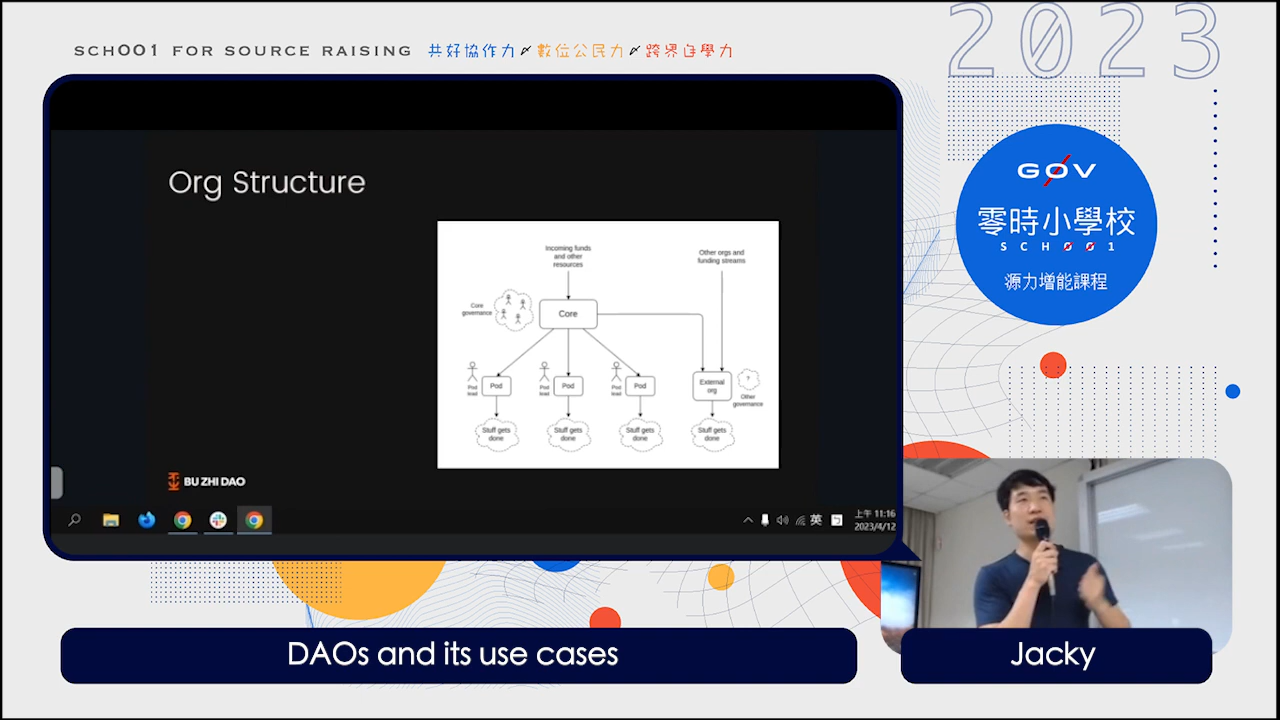 SCH001 FOR SOURCE RAISING 共好協作力 數位公民力 跨界自學力
2023
G0V
零時小學校
SCH001
源力增能課程
Org Structure
Incoming funds
and other
resources
Other orgs and
funding streams
Core
governance
Core
Pod
lead
Pod
Pod
lead
Pod
Pod
lead
Pod
External
org
?
Other
governance
Stuff gets
done
Stuff gets
done
Stuff gets
done
Stuff gets
done
BU ZHI DAO
英
ㄅ
上午 11:16
2023/4/12
DAOs and its use cases
Jacky